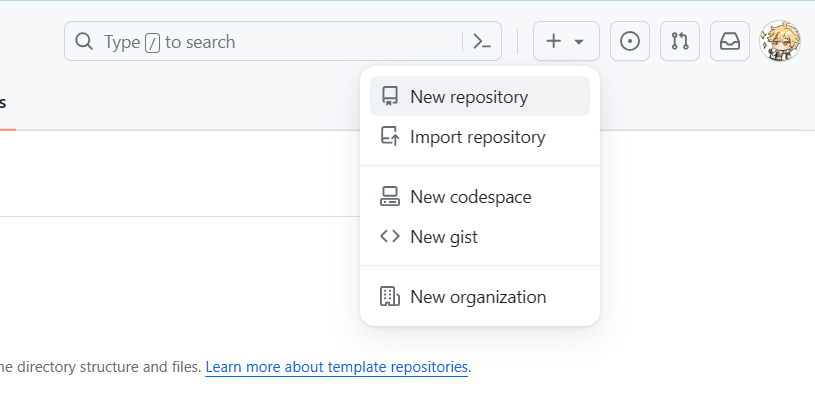 Type / to search
s
New repository
Import repository
New codespace
New gist
New organization
ne directory structure and files. Learn more about template repositories.